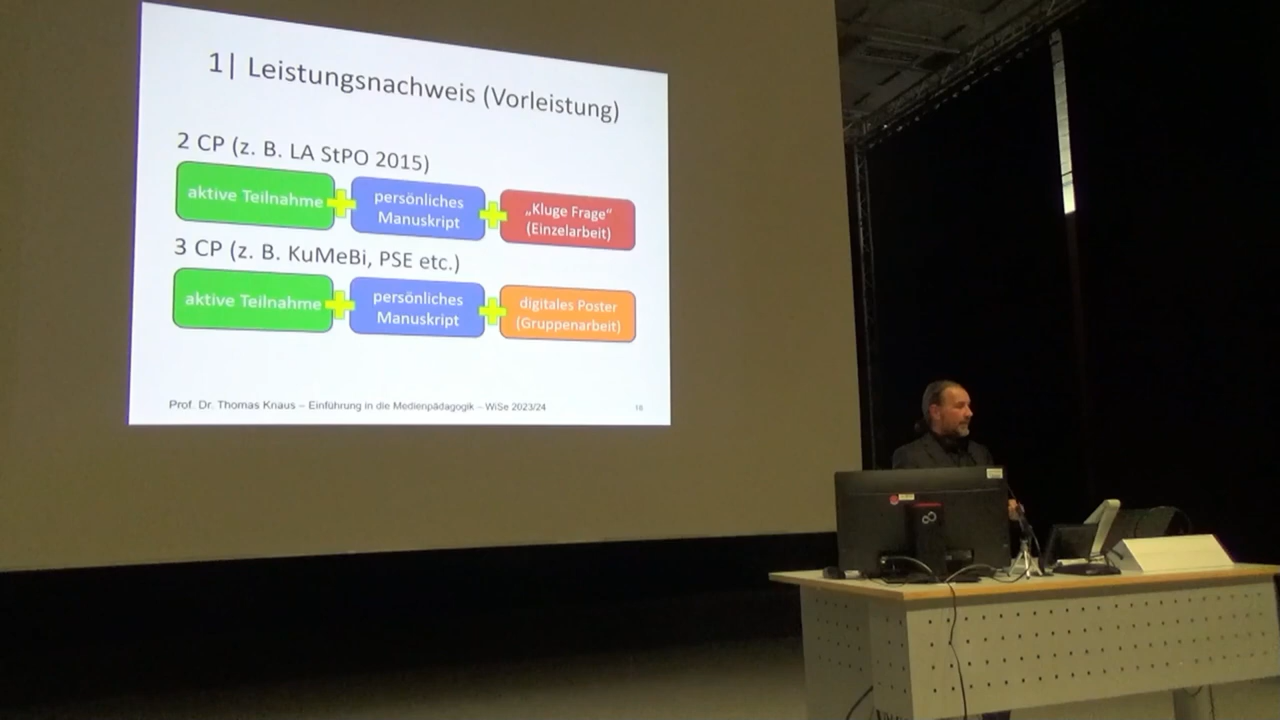 1| Leistungsnachweis (Vorleistung)
2 CP (z. B. LA StPO 2015)
aktive Teilnahme
persönliches
Manuskript
„Kluge Frage“
(Einzelarbeit)
3 CP (z. B. KuMeBi, PSE etc.)
aktive Teilnahme
persönliches
Manuskript
digitales Poster
(Gruppenarbeit)
Prof. Dr. Thomas Knaus – Einführung in die Medienpädagogik – WiSe 2023/24